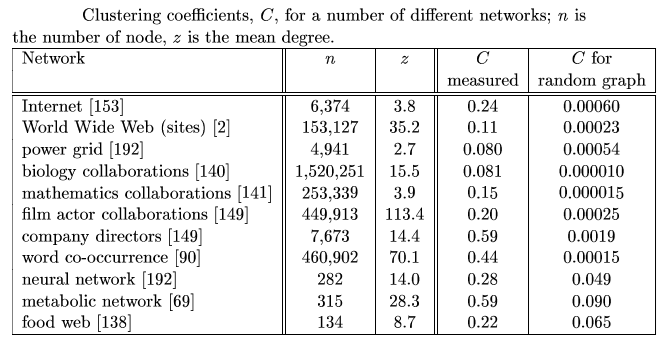 Clustering coefficients, C, for a number of different networks; n is
the number of node, z is the mean degree.
Network n z C C for
measured random graph
Internet [153] 6,374 3.8 0.24 0.00060
World Wide Web (sites) [2] 153,127 35.2 0.11 0.00023
power grid [192] 4,941 2.7 0.080 0.00054
biology collaborations [140] 1,520,251 15.5 0.081 0.000010
mathematics collaborations [141] 253,339 3.9 0.15 0.000015
film actor collaborations [149] 449,913 113.4 0.20 0.00025
company directors [149] 7,673 14.4 0.59 0.0019
word co-occurrence [90] 460,902 70.1 0.44 0.00015
neural network [192] 282 14.0 0.28 0.049
metabolic network [69] 315 28.3 0.59 0.090
food web [138] 134 8.7 0.22 0.065